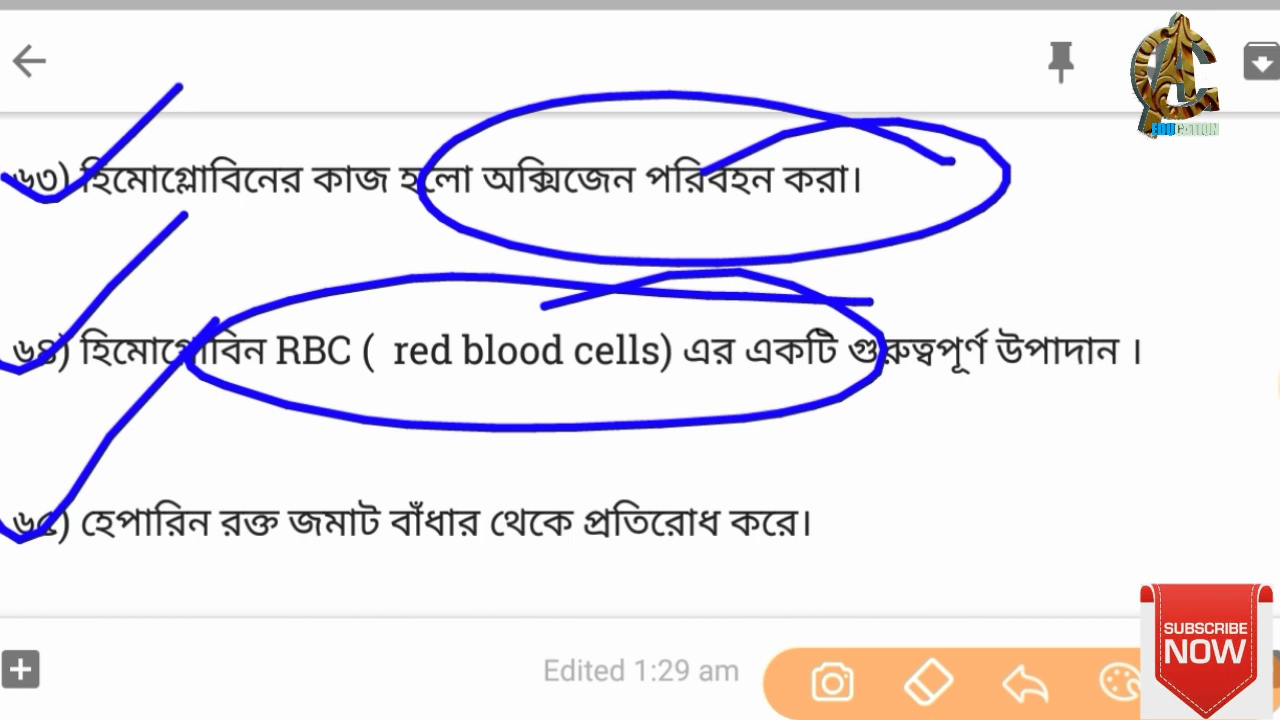 ৬৩) হিমোগ্লোবিনের কাজ হলো অক্সিজেন পরিবহন করা।
৬৪) হিমোগ্লোবিন RBC ( red blood cells) এর একটি গুরুত্বপূর্ণ উপাদান ।
৬৫) হেপারিন রক্ত জমাট বাঁধার থেকে প্রতিরোধ করে।
Edited 1:29 am
EDUCATION
SUBSCRIBE
NOW